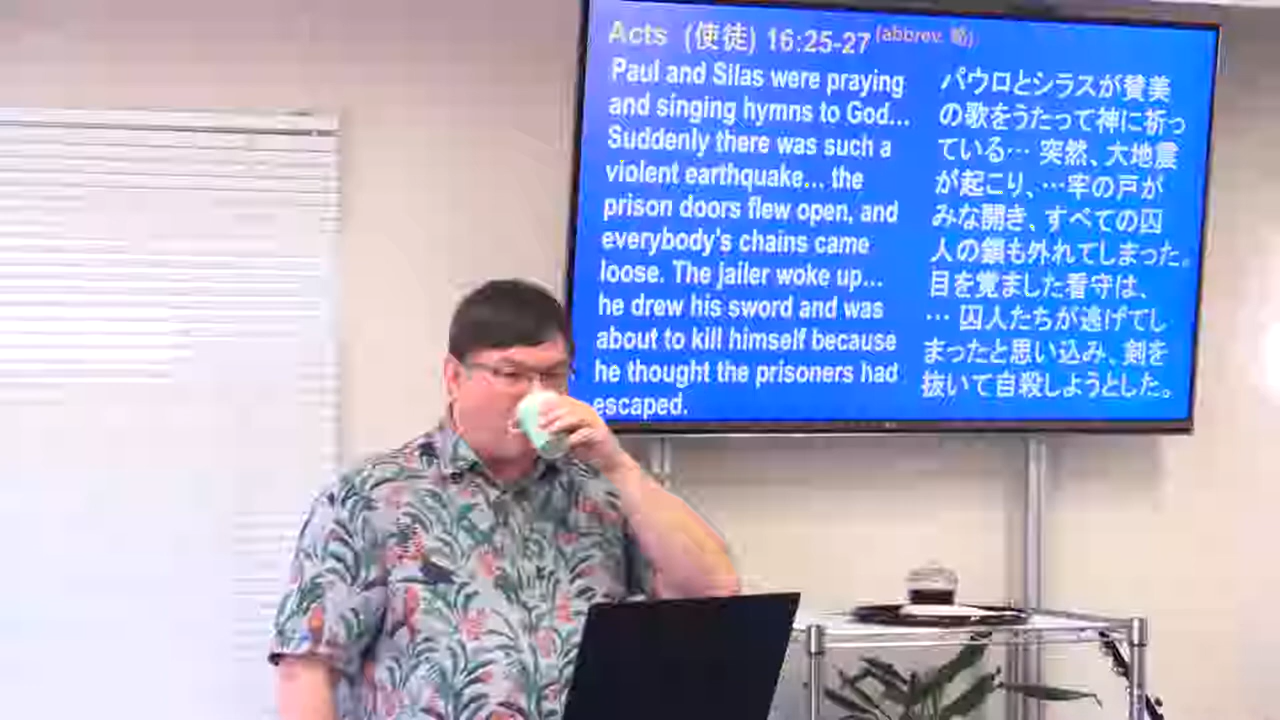 Acts (使徒) 16:25-27 (abbrev. 略)
Paul and Silas were praying
and singing hymns to God...
Suddenly there was such a
violent earthquake... the
prison doors flew open, and
everybody's chains came
loose. The jailer woke up...
he drew his sword and was
about to kill himself because
he thought the prisoners had
escaped.
パウロとシラスが賛美
の歌をうたって神に祈っ
ている… 突然、大地震
が起こり、…牢の戸が
みな開き、すべての囚
人の鎖も外れてしまった。
目を覚ました看守は、
… 囚人たちが逃げてし
まったと思い込み、剣を
抜いて自殺しようとした。